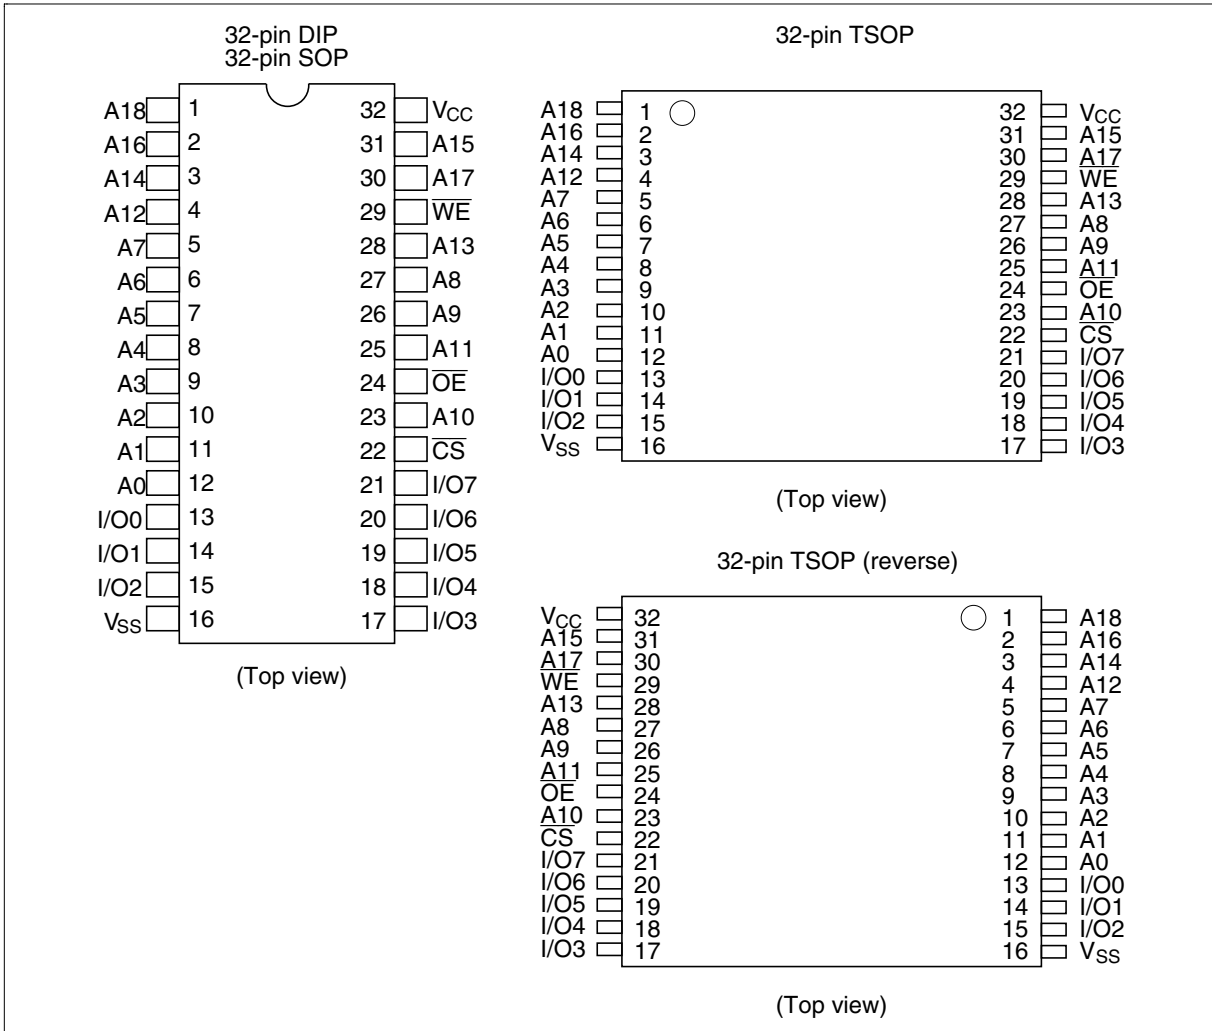 32-pin DIP
32-pin SOP
A18 1 32 VCC
A16 2 31 A15
A14 3 30 A17
A12 4 29 W̅E̅
A7 5 28 A13
A6 6 27 A8
A5 7 26 A9
A4 8 25 A11
A3 9 24 O̅E̅
A2 10 23 A10
A1 11 22 C̅S̅
A0 12 21 I/O7
I/O0 13 20 I/O6
I/O1 14 19 I/O5
I/O2 15 18 I/O4
VSS 16 17 I/O3
(Top view)
32-pin TSOP
A18 1 32 VCC
A16 2 31 A15
A14 3 30 A17
A12 4 29 W̅E̅
A7 5 28 A13
A6 6 27 A8
A5 7 26 A9
A4 8 25 A11
A3 9 24 O̅E̅
A2 10 23 A10
A1 11 22 C̅S̅
A0 12 21 I/O7
I/O0 13 20 I/O6
I/O1 14 19 I/O5
I/O2 15 18 I/O4
VSS 16 17 I/O3
(Top view)
32-pin TSOP (reverse)
VCC 32 1 A18
A15 31 2 A16
A17 30 3 A14
W̅E̅ 29 4 A12
A13 28 5 A7
A8 27 6 A6
A9 26 7 A5
A11 25 8 A4
O̅E̅ 24 9 A3
A10 23 10 A2
C̅S̅ 22 11 A1
I/O7 21 12 A0
I/O6 20 13 I/O0
I/O5 19 14 I/O1
I/O4 18 15 I/O2
I/O3 17 16 VSS
(Top view)